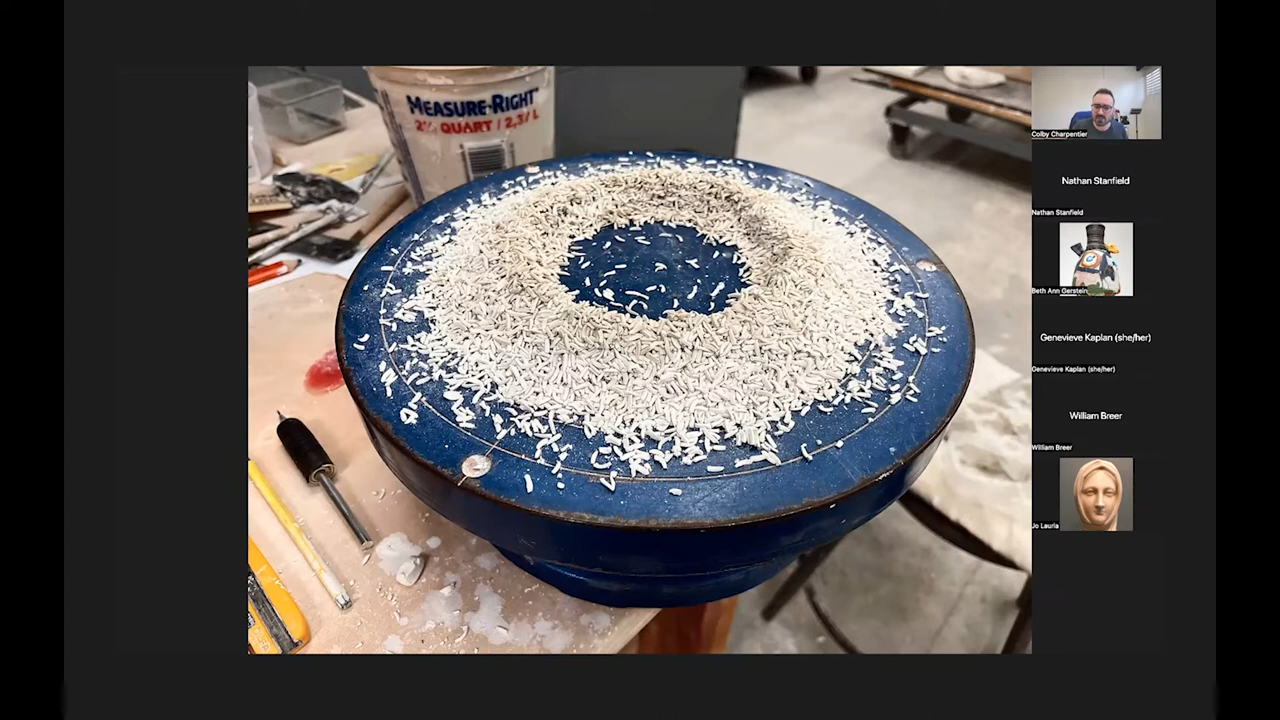 MEASURE-RIGHT
2½ QUART / 2,37 L
Colby Charpentier
Nathan Stanfield
Nathan Stanfield
Beth Ann Gerstein
Genevieve Kaplan (she/her)
Genevieve Kaplan (she/her)
William Breer
William Breer
Jo Lauria